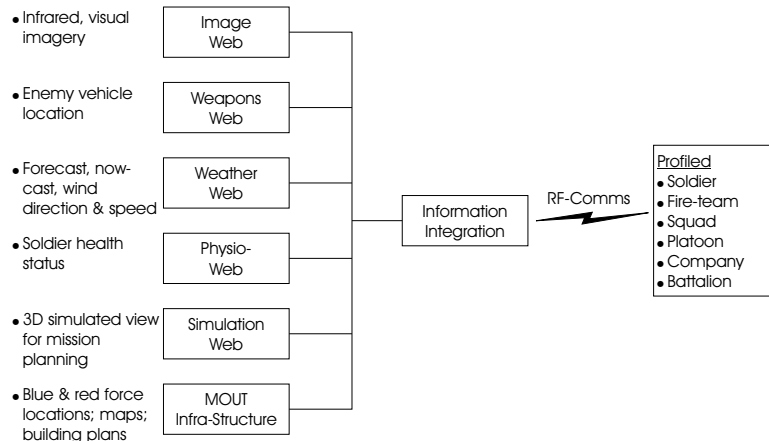 • Infrared, visual
imagery
Image
Web
• Enemy vehicle
location
Weapons
Web
• Forecast, now-
cast, wind
direction & speed
Weather
Web
• Soldier health
status
Physio-
Web
• 3D simulated view
for mission
planning
Simulation
Web
• Blue & red force
locations; maps;
building plans
MOUT
Infra-Structure
Information
Integration
RF-Comms
Profiled
• Soldier
• Fire-team
• Squad
• Platoon
• Company
• Battalion